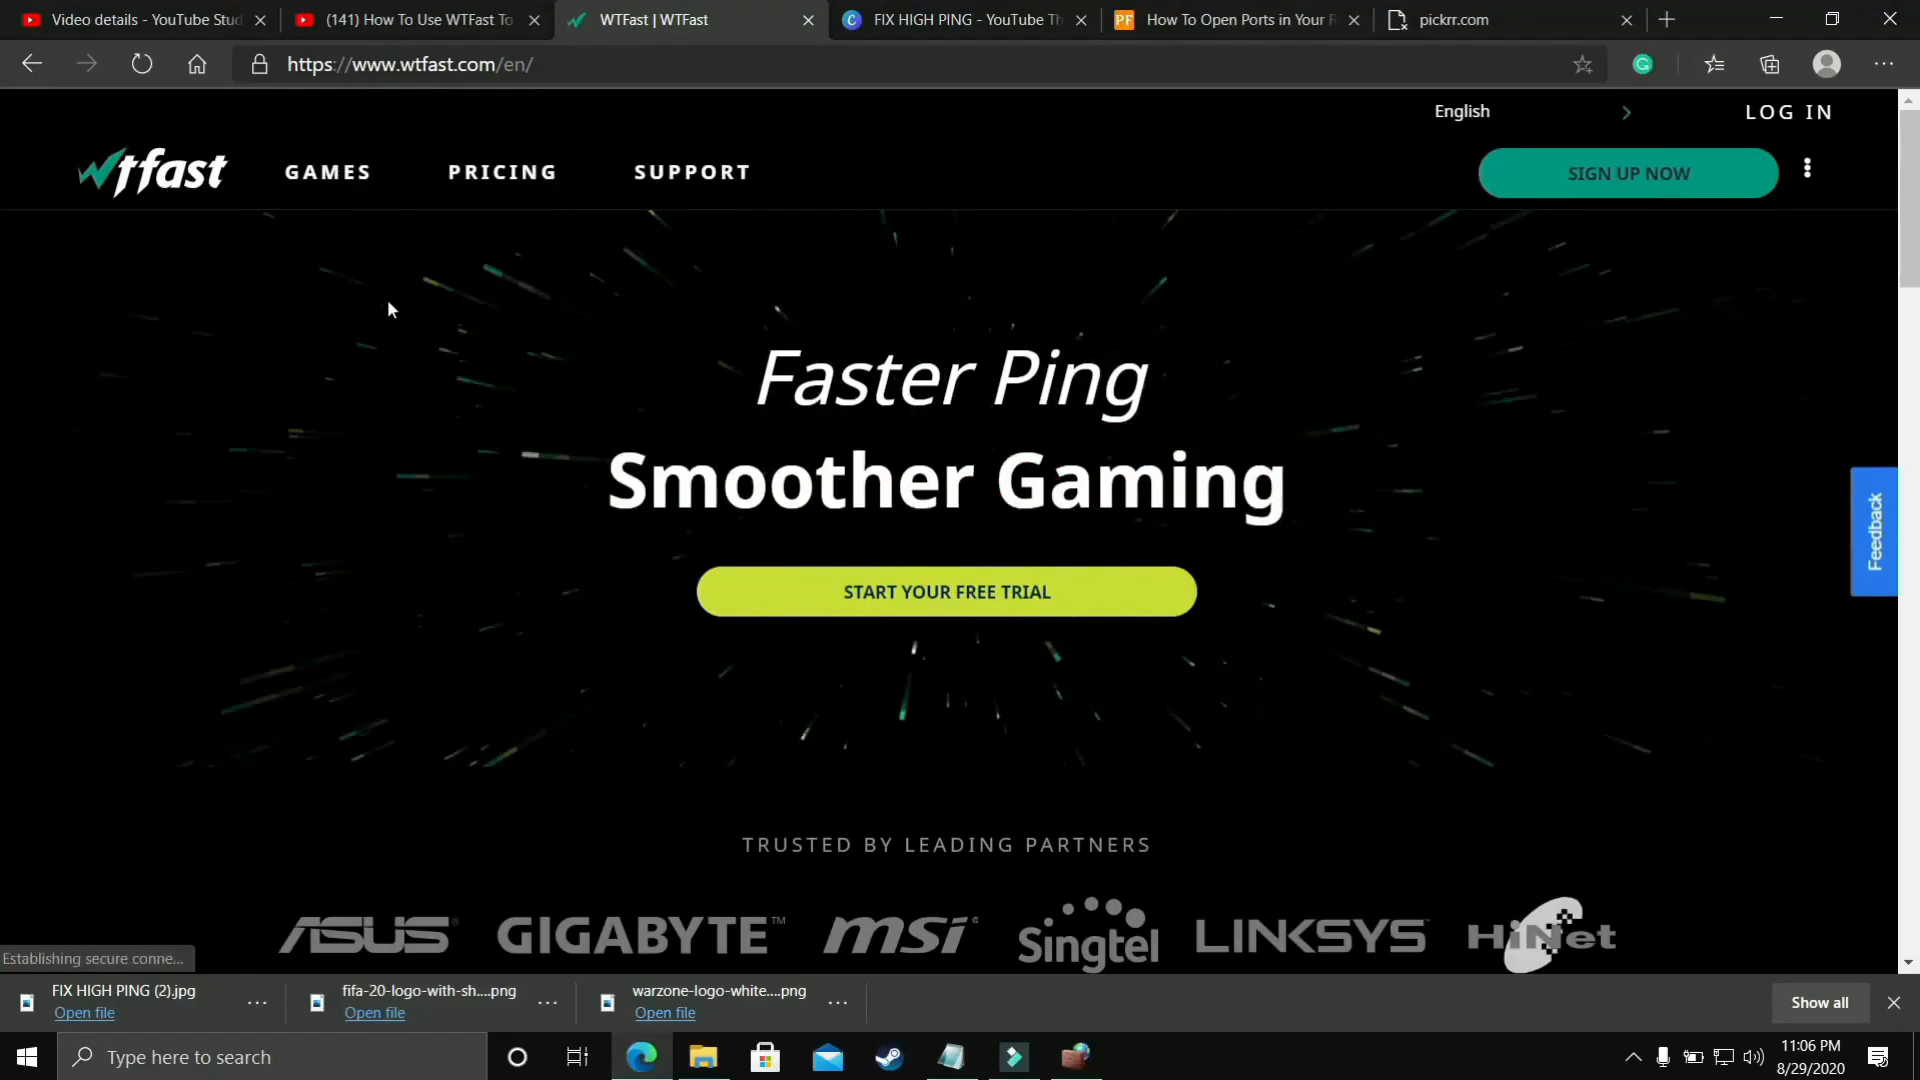 Video details - YouTube Stud
(141) How To Use WTFast To
WTFast | WTFast
FIX HIGH PING - YouTube Th
PF How To Open Ports in Your R
pickrr.com
https://www.wtfast.com/en/
English
LOG IN
wtfast
GAMES
PRICING
SUPPORT
SIGN UP NOW
Faster Ping
Smoother Gaming
START YOUR FREE TRIAL
Feedback
TRUSTED BY LEADING PARTNERS
ASUS
GIGABYTE™
msi
Singtel
LINKSYS
HiNet
Establishing secure conne...
FIX HIGH PING (2).jpg
Open file
fifa-20-logo-with-sh....png
Open file
warzone-logo-white....png
Open file
Show all
Type here to search
11:06 PM
8/29/2020